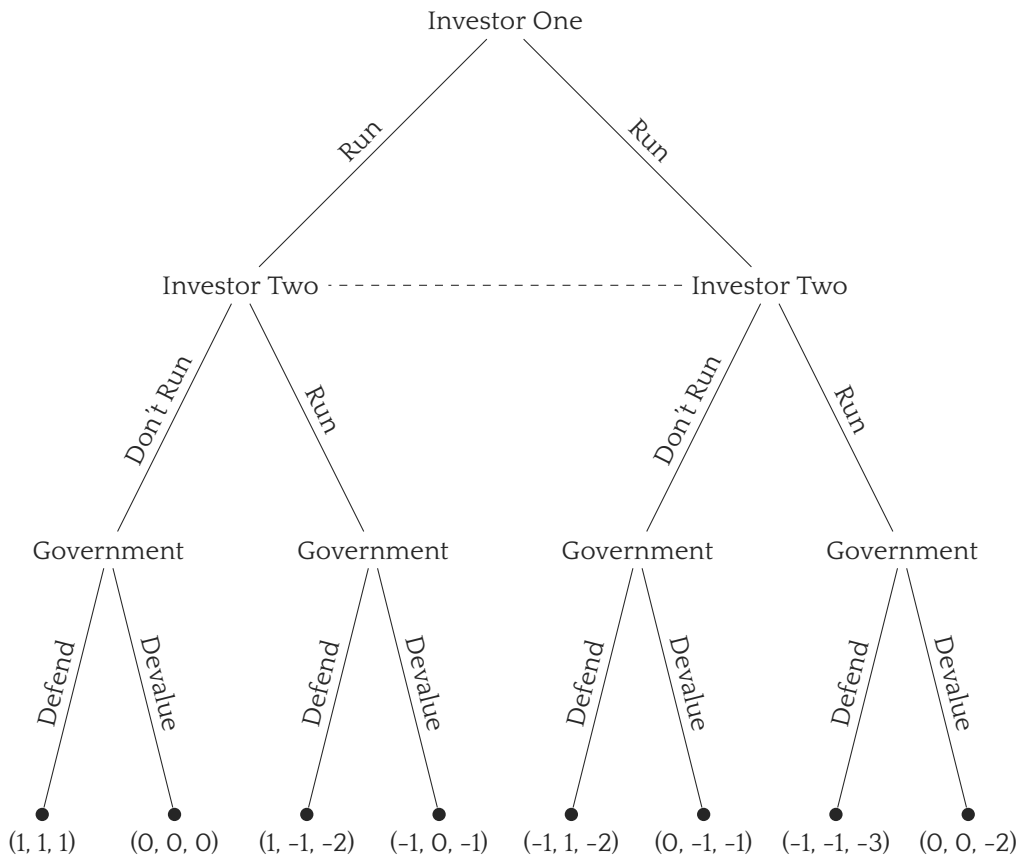 Investor One
Run
Run
Investor Two
Investor Two
Don't Run
Run
Don't Run
Run
Government
Government
Government
Government
Defend
Devalue
Defend
Devalue
Defend
Devalue
Defend
Devalue
(1, 1, 1)
(0, 0, 0)
(1, -1, -2)
(-1, 0, -1)
(-1, 1, -2)
(0, -1, -1)
(-1, -1, -3)
(0, 0, -2)